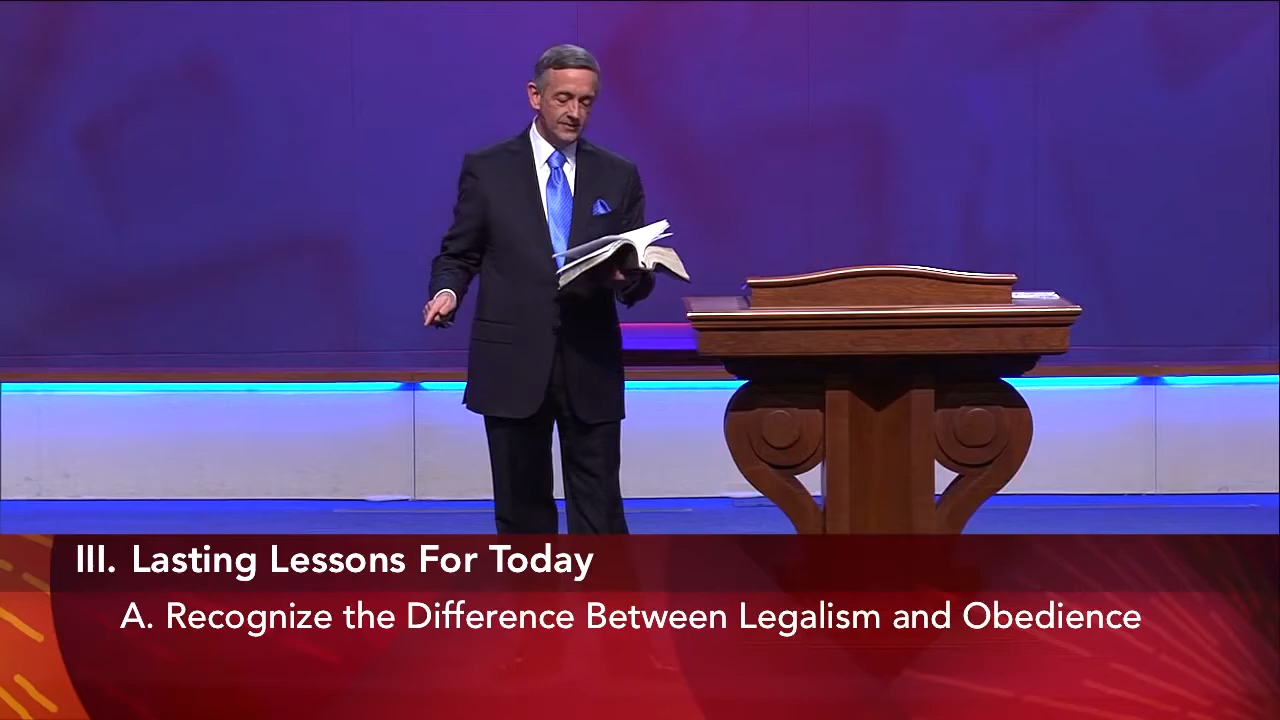 III. Lasting Lessons For Today
A. Recognize the Difference Between Legalism and Obedience